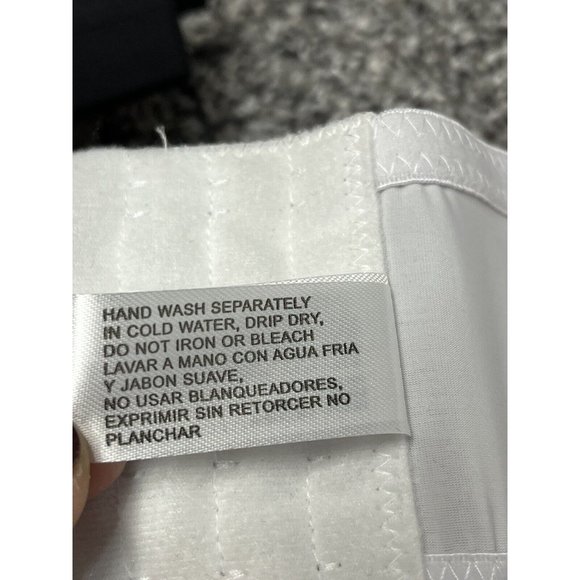 HAND WASH SEPARATELY
IN COLD WATER, DRIP DRY,
DO NOT IRON OR BLEACH
LAVAR A MANO CON AGUA FRIA
Y JABON SUAVE,
NO USAR BLANQUEADORES,
EXPRIMIR SIN RETORCER NO
PLANCHAR